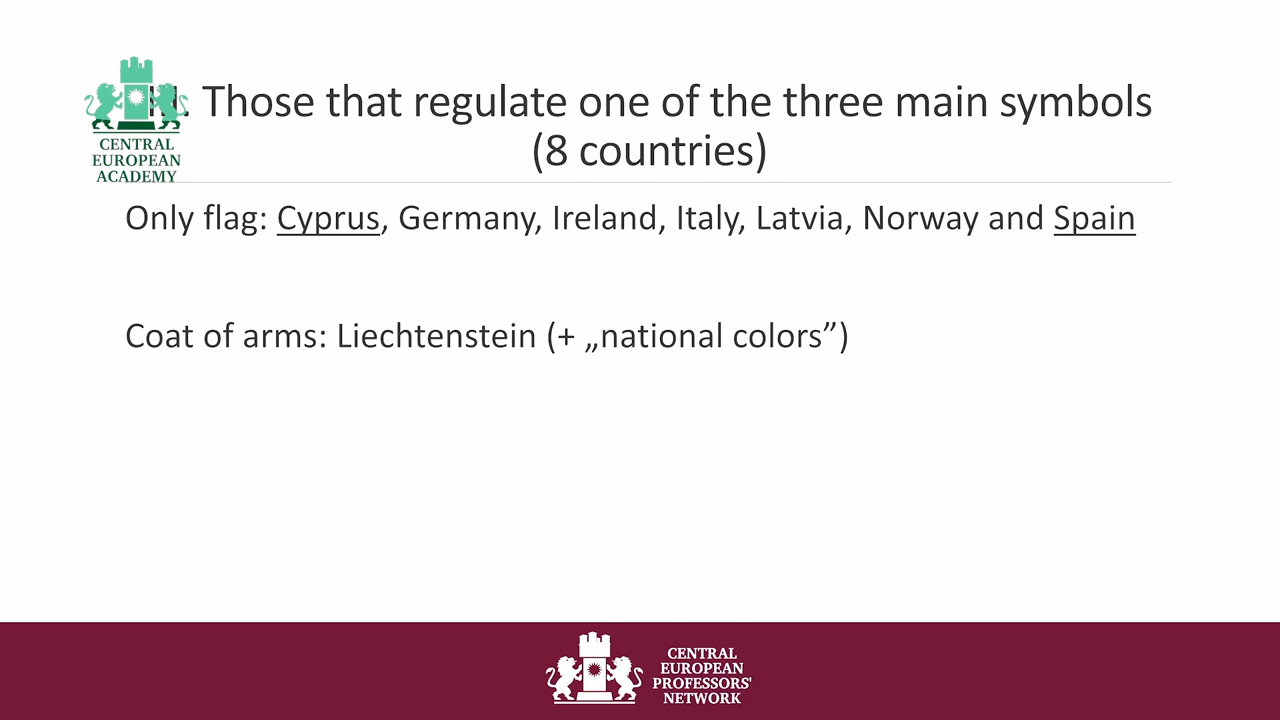 Those that regulate one of the three main symbols
(8 countries)
CENTRAL
EUROPEAN
ACADEMY
Only flag: Cyprus, Germany, Ireland, Italy, Latvia, Norway and Spain
Coat of arms: Liechtenstein (+ „national colors”)
CENTRAL
EUROPEAN
PROFESSORS'
NETWORK